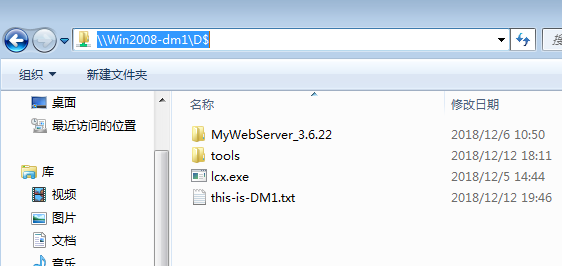 \\Win2008-dm1\D$
搜
组织 新建文件夹
桌面
最近访问的位置
库
视频
图片
文档
音乐
名称 修改日期
MyWebServer_3.6.22 2018/12/6 10:50
tools 2018/12/12 18:11
lcx.exe 2018/12/5 14:44
this-is-DM1.txt 2018/12/12 19:46